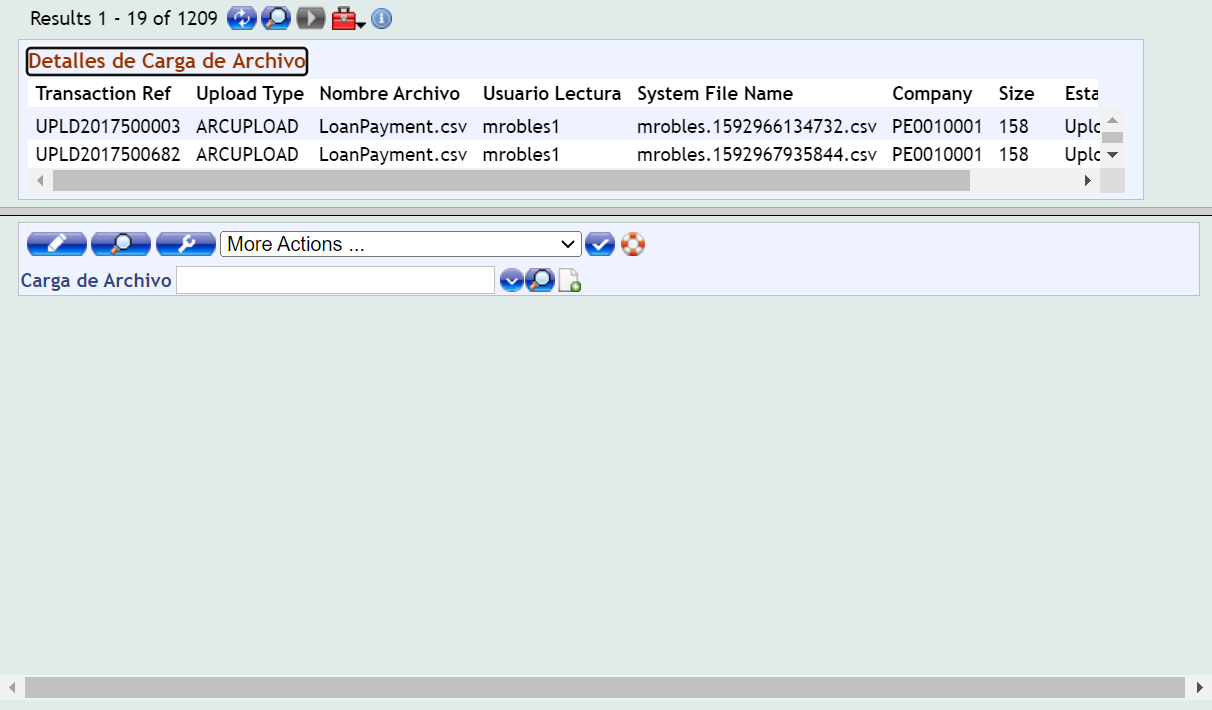 Results 1 - 19 of 1209
Detalles de Carga de Archivo
Transaction Ref Upload Type Nombre Archivo Usuario Lectura System File Name Company Size Esta
UPLD2017500003 ARCUPLOAD LoanPayment.csv mrobles1 mrobles.1592966134732.csv PE0010001 158 Uplo
UPLD2017500682 ARCUPLOAD LoanPayment.csv mrobles1 mrobles.1592967935844.csv PE0010001 158 Uplo
More Actions ...
Carga de Archivo